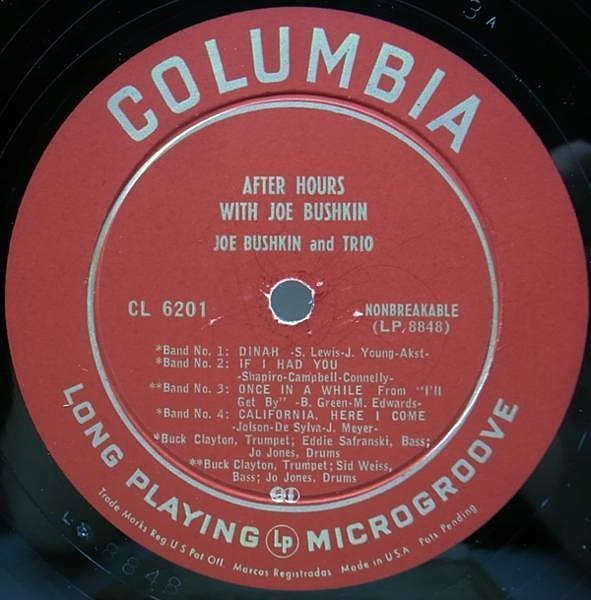 3A
COLUMBIA
AFTER HOURS
WITH JOE BUSHKIN
JOE BUSHKIN and TRIO
CL 6201
NONBREAKABLE
(LP 8848)
*Band No. 1: DINAH -S. Lewis-J. Young-Akst-
*Band No. 2: IF I HAD YOU
-Shapiro-Campbell-Connelly-
**Band No. 3: ONCE IN A WHILE From "I'll
Get By" -B. Green-M. Edwards-
*Band No. 4: CALIFORNIA, HERE I COME
-Jolson-De Sylva-J. Meyer-
*Buck Clayton, Trumpet; Eddie Safranski, Bass;
Jo Jones, Drums
**Buck Clayton, Trumpet; Sid Weiss,
Bass; Jo Jones, Drums
LONG PLAYING Lp MICROGROOVE
Trade Marks Reg. U S Pat Off. Marcas Registradas Made in U.S.A. Pats Pending
LP 8848